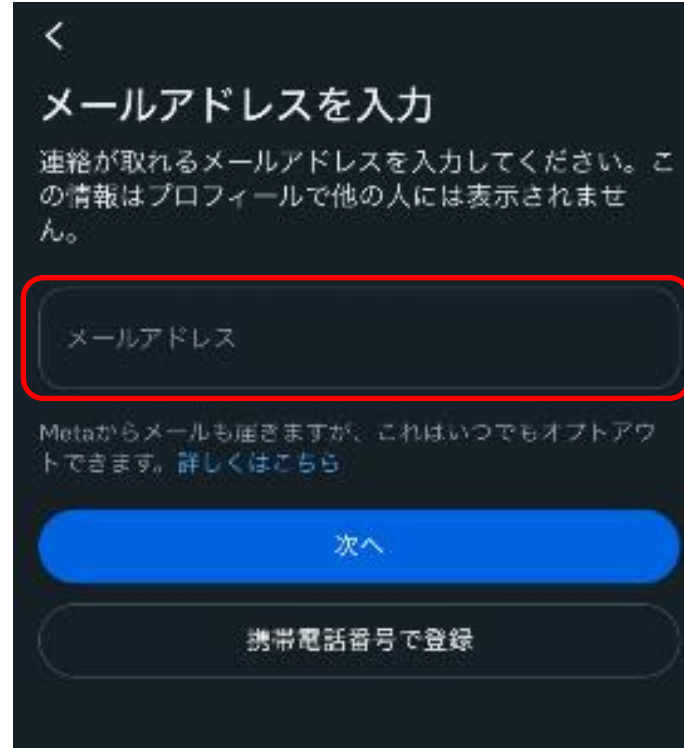 メールアドレスを入力
連絡が取れるメールアドレスを入力してください。こ
の情報はプロフィールで他の人には表示されませ
ん。
メールアドレス
Metaからメールも届きますが、これはいつでもオプトアウ
トできます。詳しくはこちら
次へ
携帯電話番号で登録